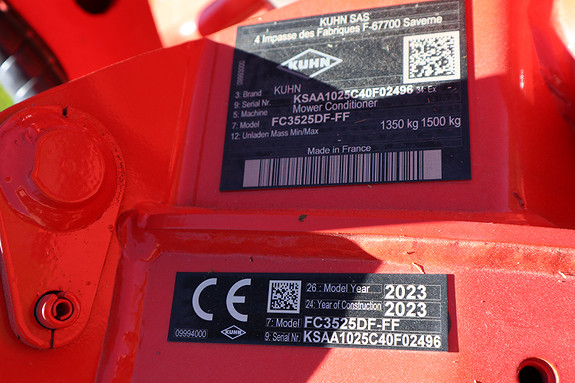 KUHN SAS
4 Impasse des Fabriques F-67700 Saverne
KUHN
3: Brand KUHN
9: Serial Nr. KSAA1025C40F02496 34: Ex
5: Machine Mower Conditioner
7: Model FC3525DF-FF
12: Unladen Mass Min/Max 1350 kg 1500 kg
Made in France
CE
26 : Model Year 2023
24: Year of Construction 2023
7: Model FC3525DF-FF
09994000 KUHN 9: Serial Nr. KSAA1025C40F02496